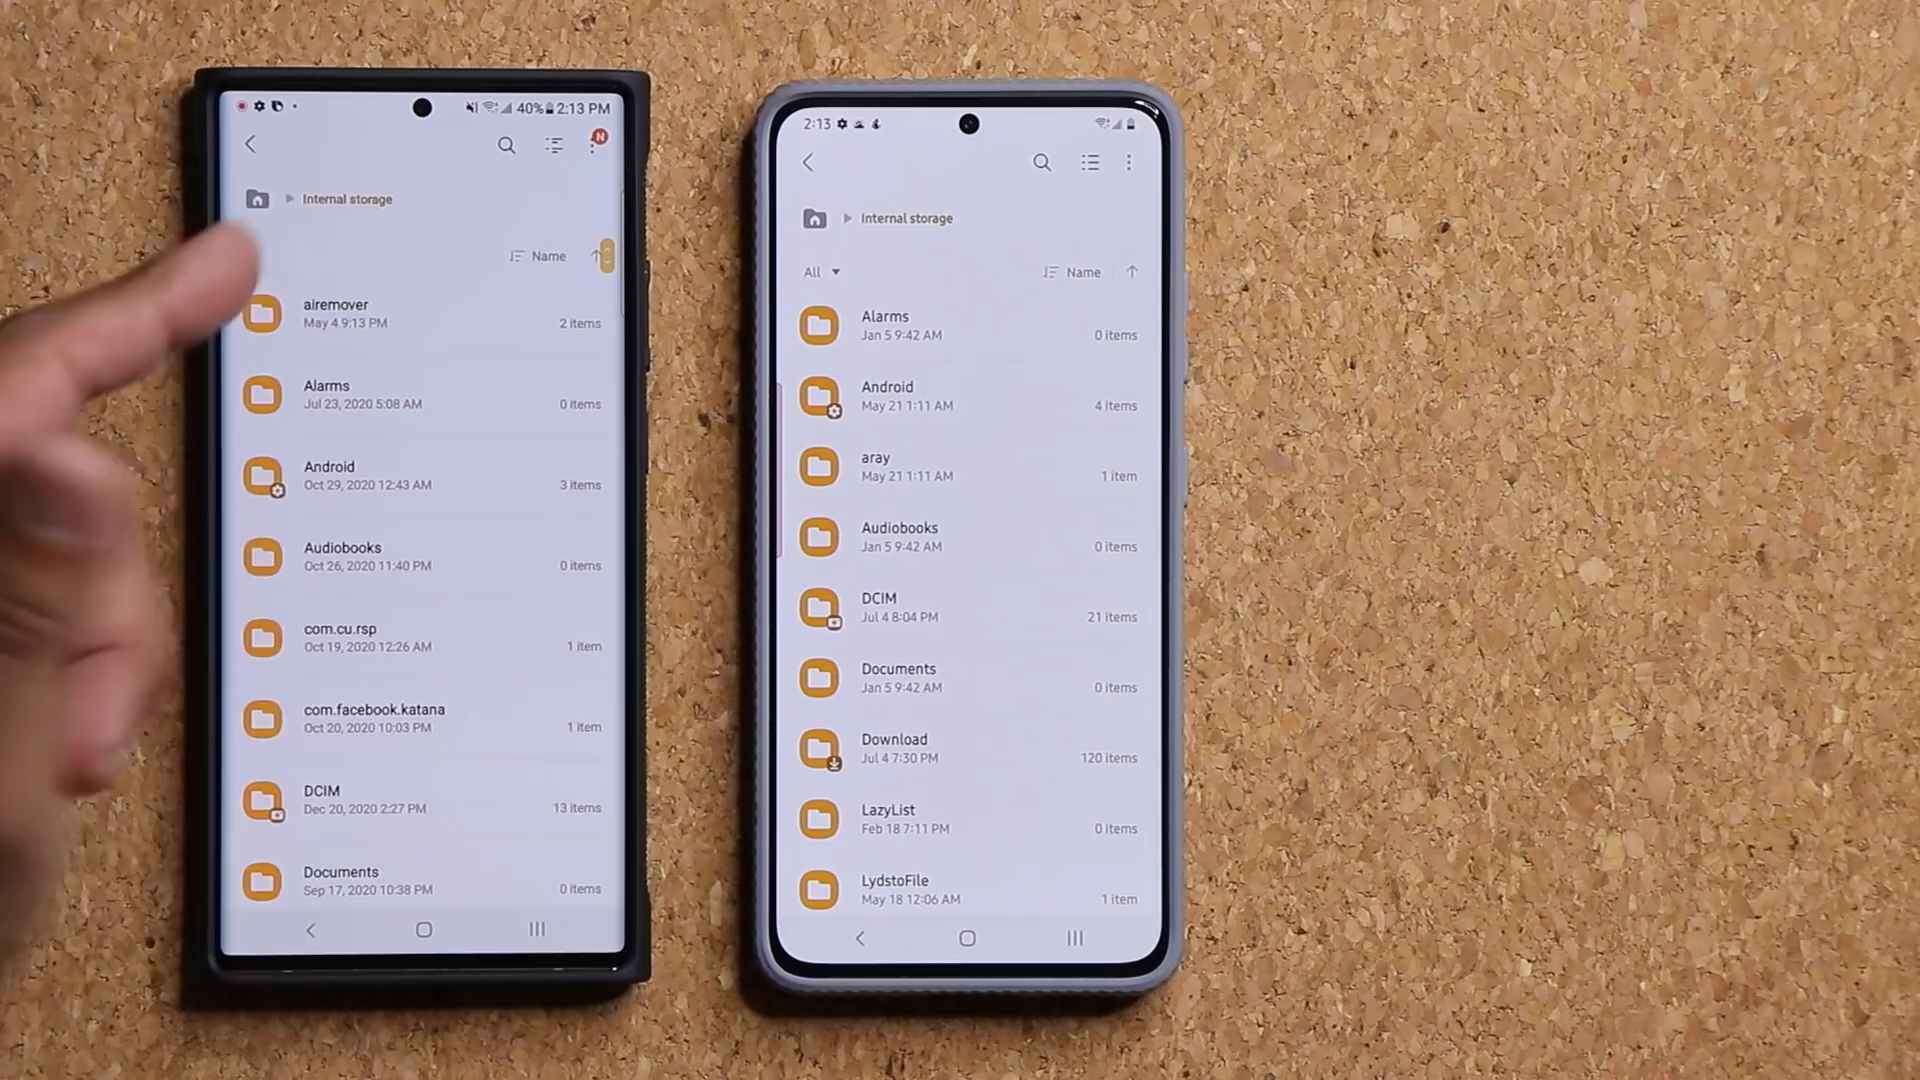 40% 2:13 PM
N
Internal storage
Name
airemover
May 4 9:13 PM
2 items
Alarms
Jul 23, 2020 5:08 AM
0 items
Android
Oct 29, 2020 12:43 AM
3 items
Audiobooks
Oct 26, 2020 11:40 PM
0 items
com.cu.rsp
Oct 19, 2020 12:26 AM
1 item
com.facebook.katana
Oct 20, 2020 10:03 PM
1 item
DCIM
Dec 20, 2020 2:27 PM
13 items
Documents
Sep 17, 2020 10:38 PM
0 items
2:13
Internal storage
All
Name
Alarms
Jan 5 9:42 AM
0 items
Android
May 21 1:11 AM
4 items
aray
May 21 1:11 AM
1 item
Audiobooks
Jan 5 9:42 AM
0 items
DCIM
Jul 4 8:04 PM
21 items
Documents
Jan 5 9:42 AM
0 items
Download
Jul 4 7:30 PM
120 items
LazyList
Feb 18 7:11 PM
0 items
LydstoFile
May 18 12:06 AM
1 item